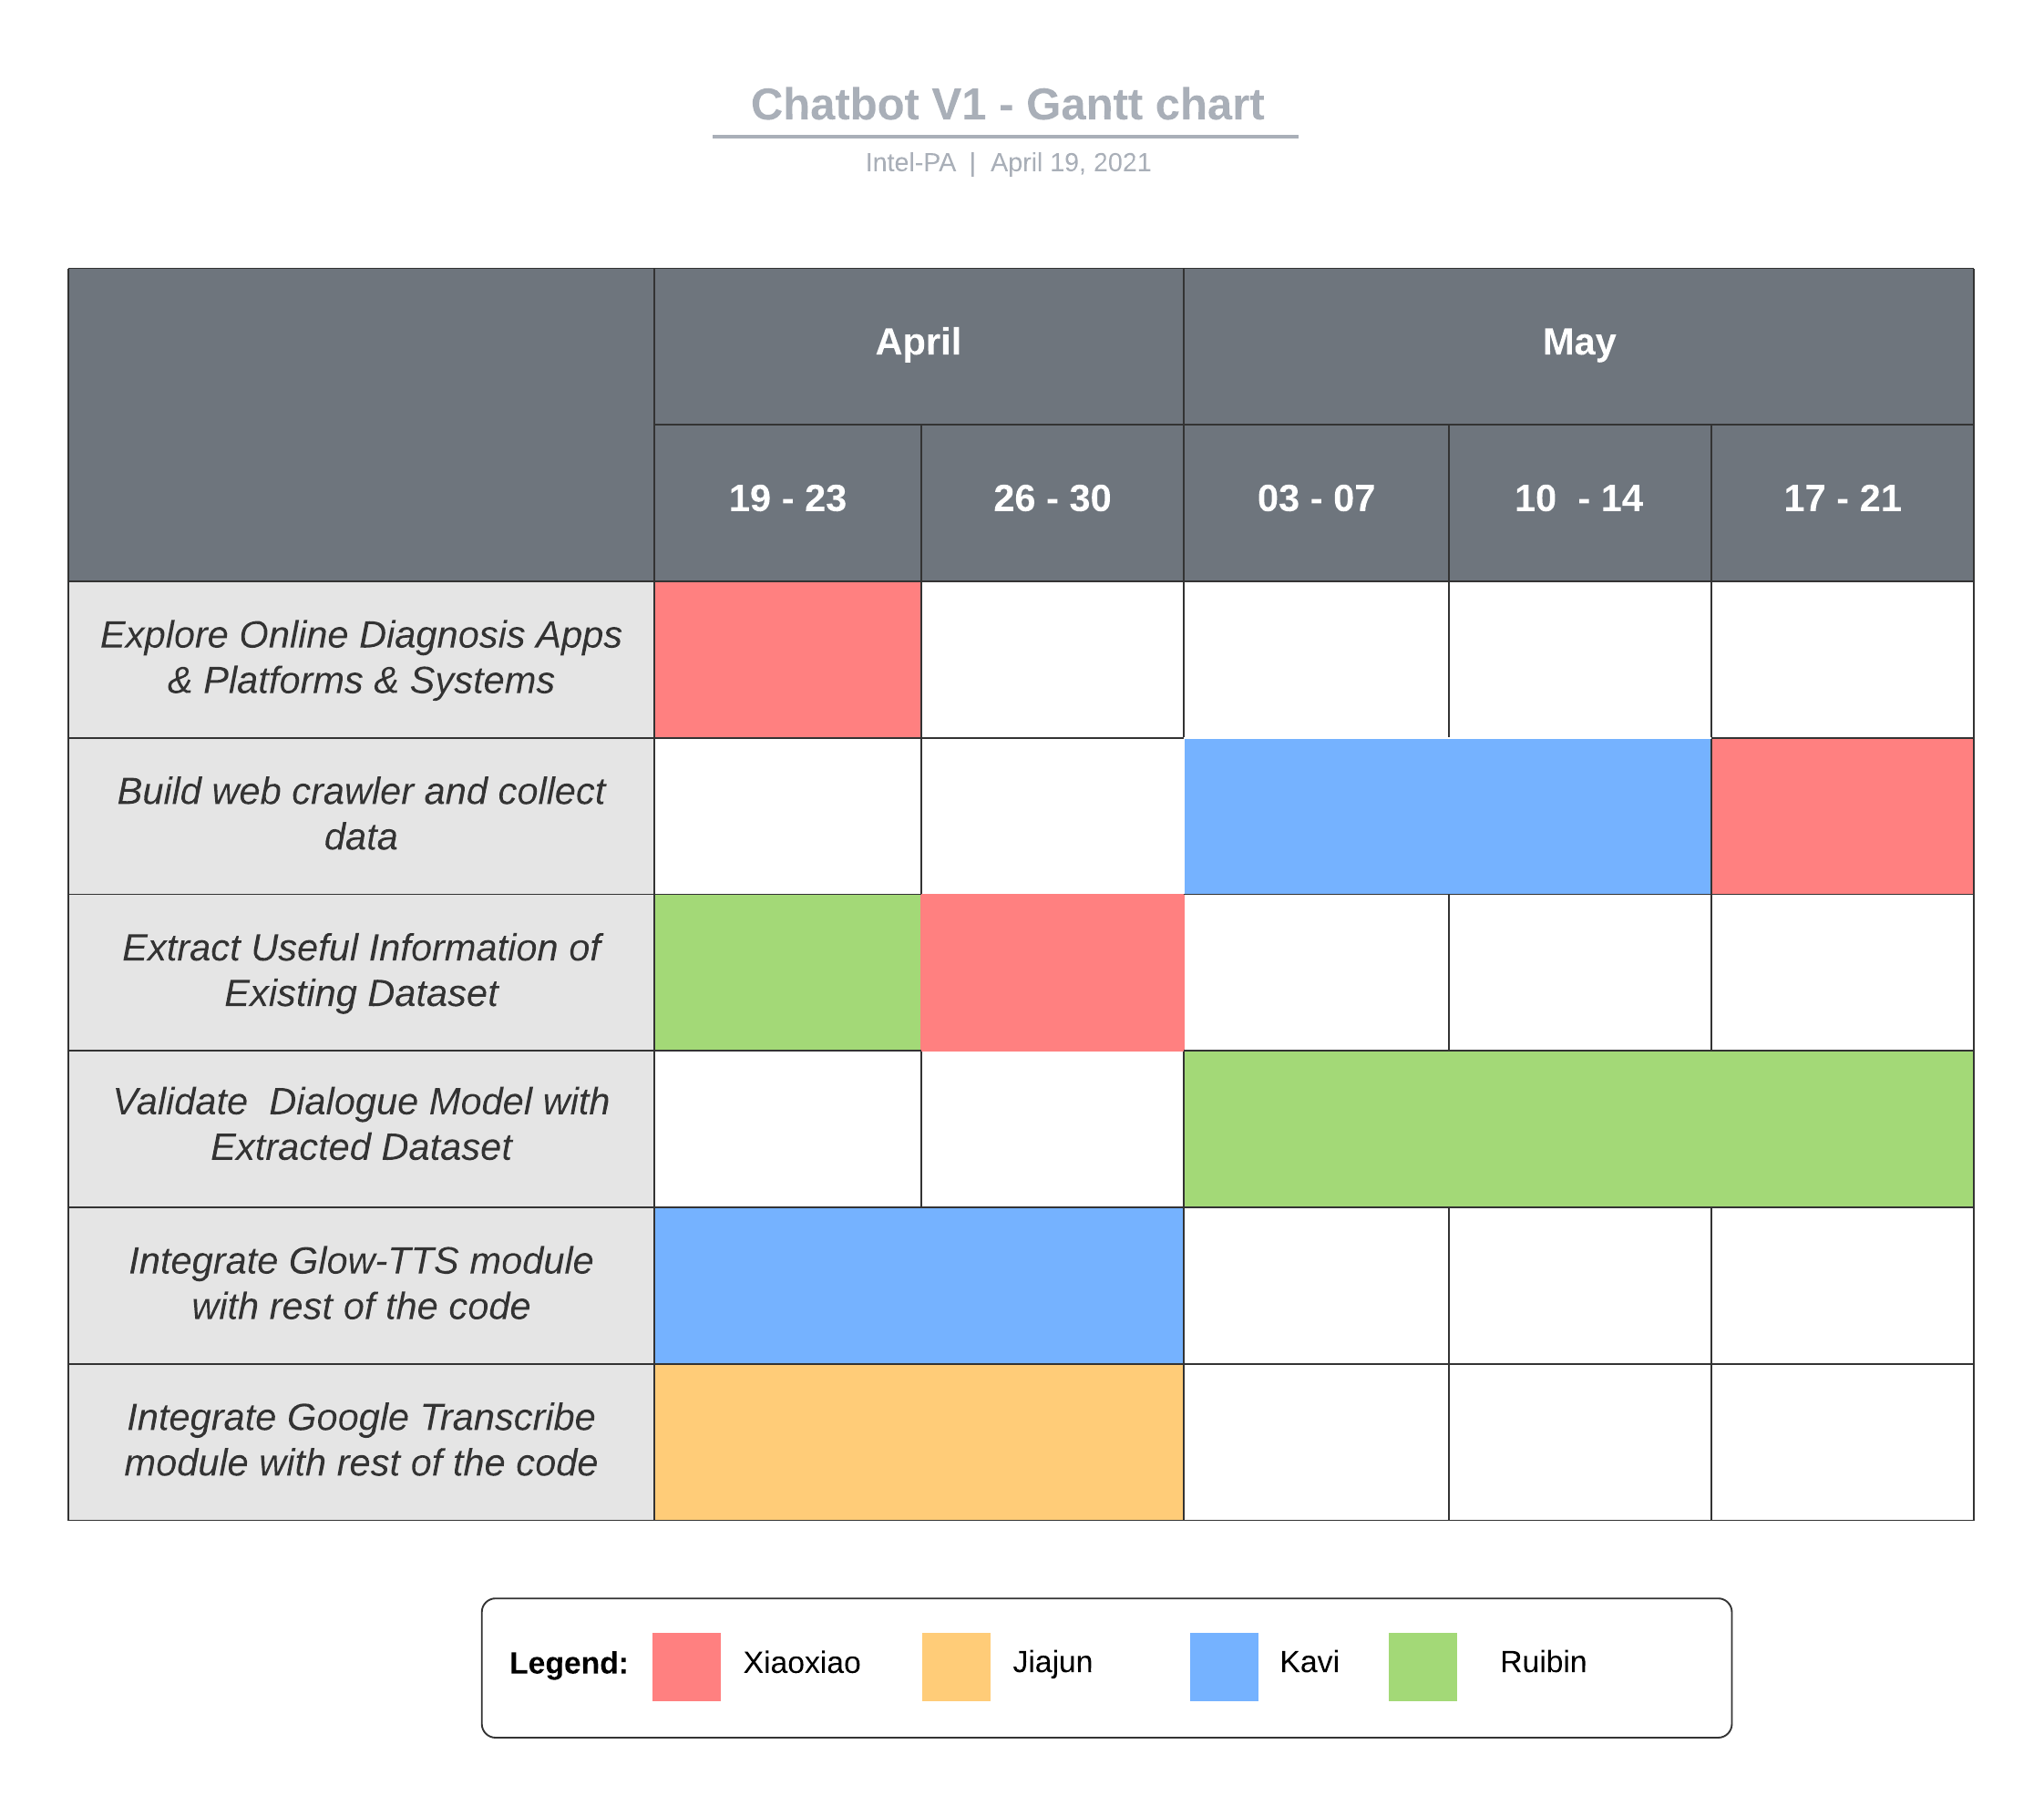 Chatbot V1 - Gantt chart
Intel-PA | April 19, 2021
April
May
19 - 23
26 - 30
03 - 07
10  - 14
17 - 21
Explore Online Diagnosis Apps
& Platforms & Systems
Build web crawler and collect
data
Extract Useful Information of
Existing Dataset
Validate  Dialogue Model with
Extracted Dataset
Integrate Glow-TTS module
with rest of the code
Integrate Google Transcribe
module with rest of the code
Legend:
Xiaoxiao
Jiajun
Kavi
Ruibin